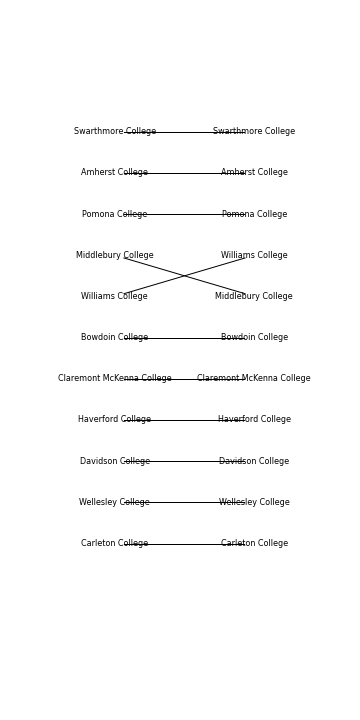 Swarthmore College Swarthmore College
Amherst College Amherst College
Pomona College Pomona College
Middlebury College Williams College
Williams College Middlebury College
Bowdoin College Bowdoin College
Claremont McKenna College Claremont McKenna College
Haverford College Haverford College
Davidson College Davidson College
Wellesley College Wellesley College
Carleton College Carleton College